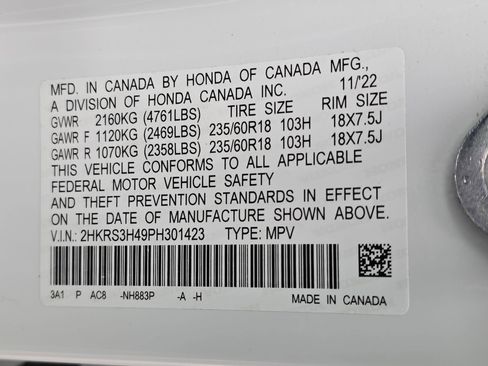 MFD. IN CANADA BY HONDA OF CANADA MFG.,
A DIVISION OF HONDA CANADA INC. 11/'22
GVWR 2160KG (4761LBS) TIRE SIZE RIM SIZE
GAWR F 1120KG (2469LBS) 235/60R18 103H 18X7.5J
GAWR R 1070KG (2358LBS) 235/60R18 103H 18X7.5J
THIS VEHICLE CONFORMS TO ALL APPLICABLE
FEDERAL MOTOR VEHICLE SAFETY
AND THEFT PREVENTION STANDARDS IN EFFECT
ON THE DATE OF MANUFACTURE SHOWN ABOVE.
V.I.N.: 2HKRS3H49PH301423 TYPE: MPV
3A1 P AC8 -NH883P -A -H MADE IN CANADA